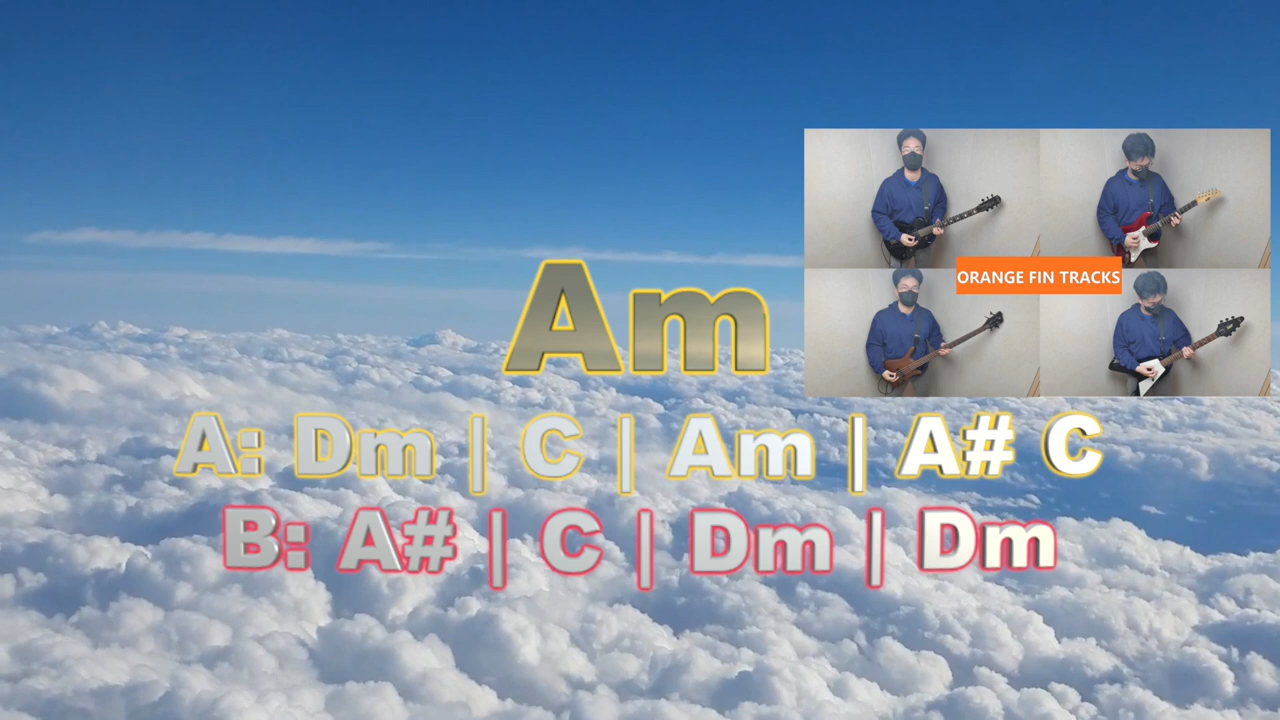 ORANGE FIN TRACKS
Am
A: Dm | C | Am | A# C
B: A# | C | Dm | Dm